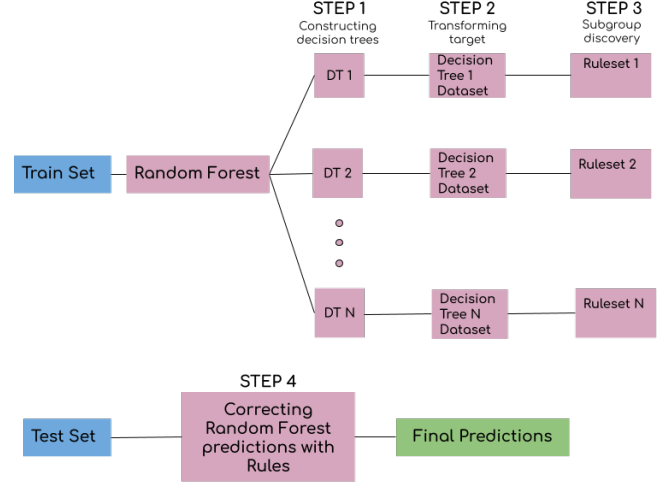 STEP 1
Constructing
decision trees
STEP 2
Transforming
target
STEP 3
Subgroup
discovery
Train Set
Random Forest
DT 1
Decision
Tree 1
Dataset
Ruleset 1
DT 2
Decision
Tree 2
Dataset
Ruleset 2
DT N
Decision
Tree N
Dataset
Ruleset N
STEP 4
Test Set
Correcting
Random Forest
predictions with
Rules
Final Predictions